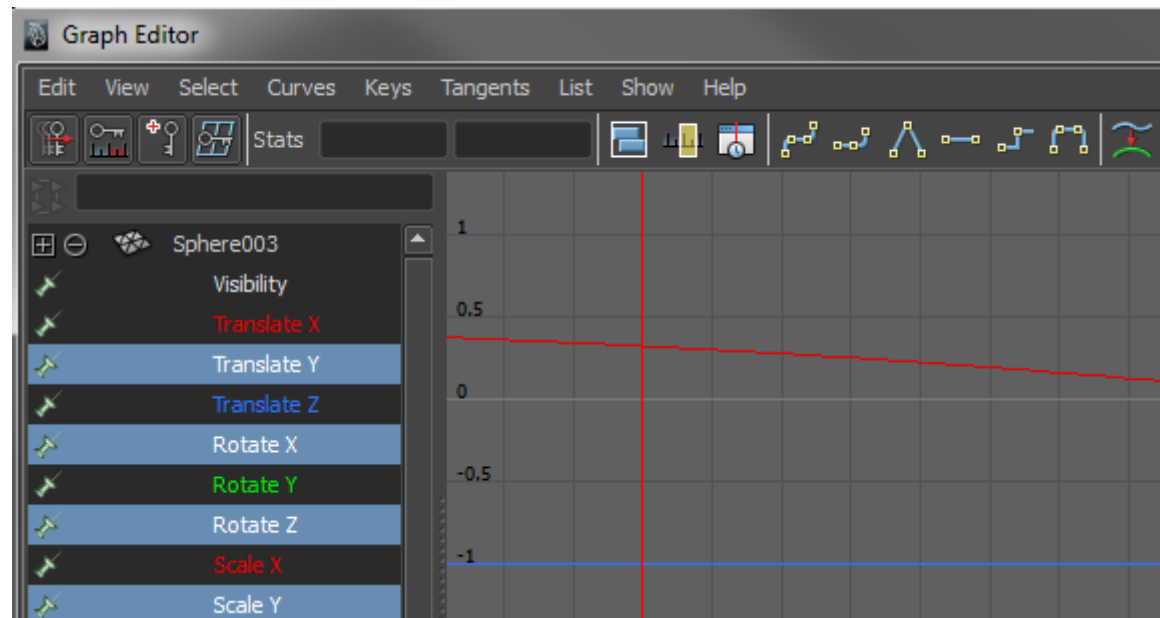 Graph Editor
Edit View Select Curves Keys Tangents List Show Help
Stats
Sphere003
Visibility
Translate X
Translate Y
Translate Z
Rotate X
Rotate Y
Rotate Z
Scale X
Scale Y
1
0.5
0
-0.5
-1